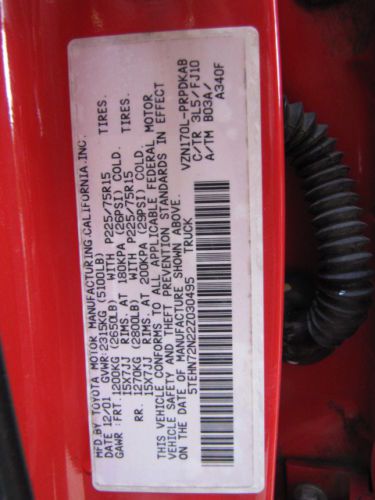 MFD BY TOYOTA MOTOR MANUFACTURING, CALIFORNIA, INC.
DATE 12/01 GVWR: 2315KG (5100LB)
GAWR: FRT. 1200KG (2650LB) WITH P225/75R15 TIRES.
15X7JJ RIMS. AT 180KPA (26PSI) COLD.
RR. 1270KG (2800LB) WITH P225/75R15 TIRES.
15X7JJ RIMS. AT 200KPA (29PSI) COLD.
THIS VEHICLE CONFORMS TO ALL APPLICABLE FEDERAL MOTOR
VEHICLE SAFETY AND THEFT PREVENTION STANDARDS IN EFFECT
ON THE DATE OF MANUFACTURE SHOWN ABOVE.
5TEHN72N22Z030495 TRUCK
VZN170L-PRPDKAB
C/TR 3L5/FJ10
A/TM B03A/
A340F